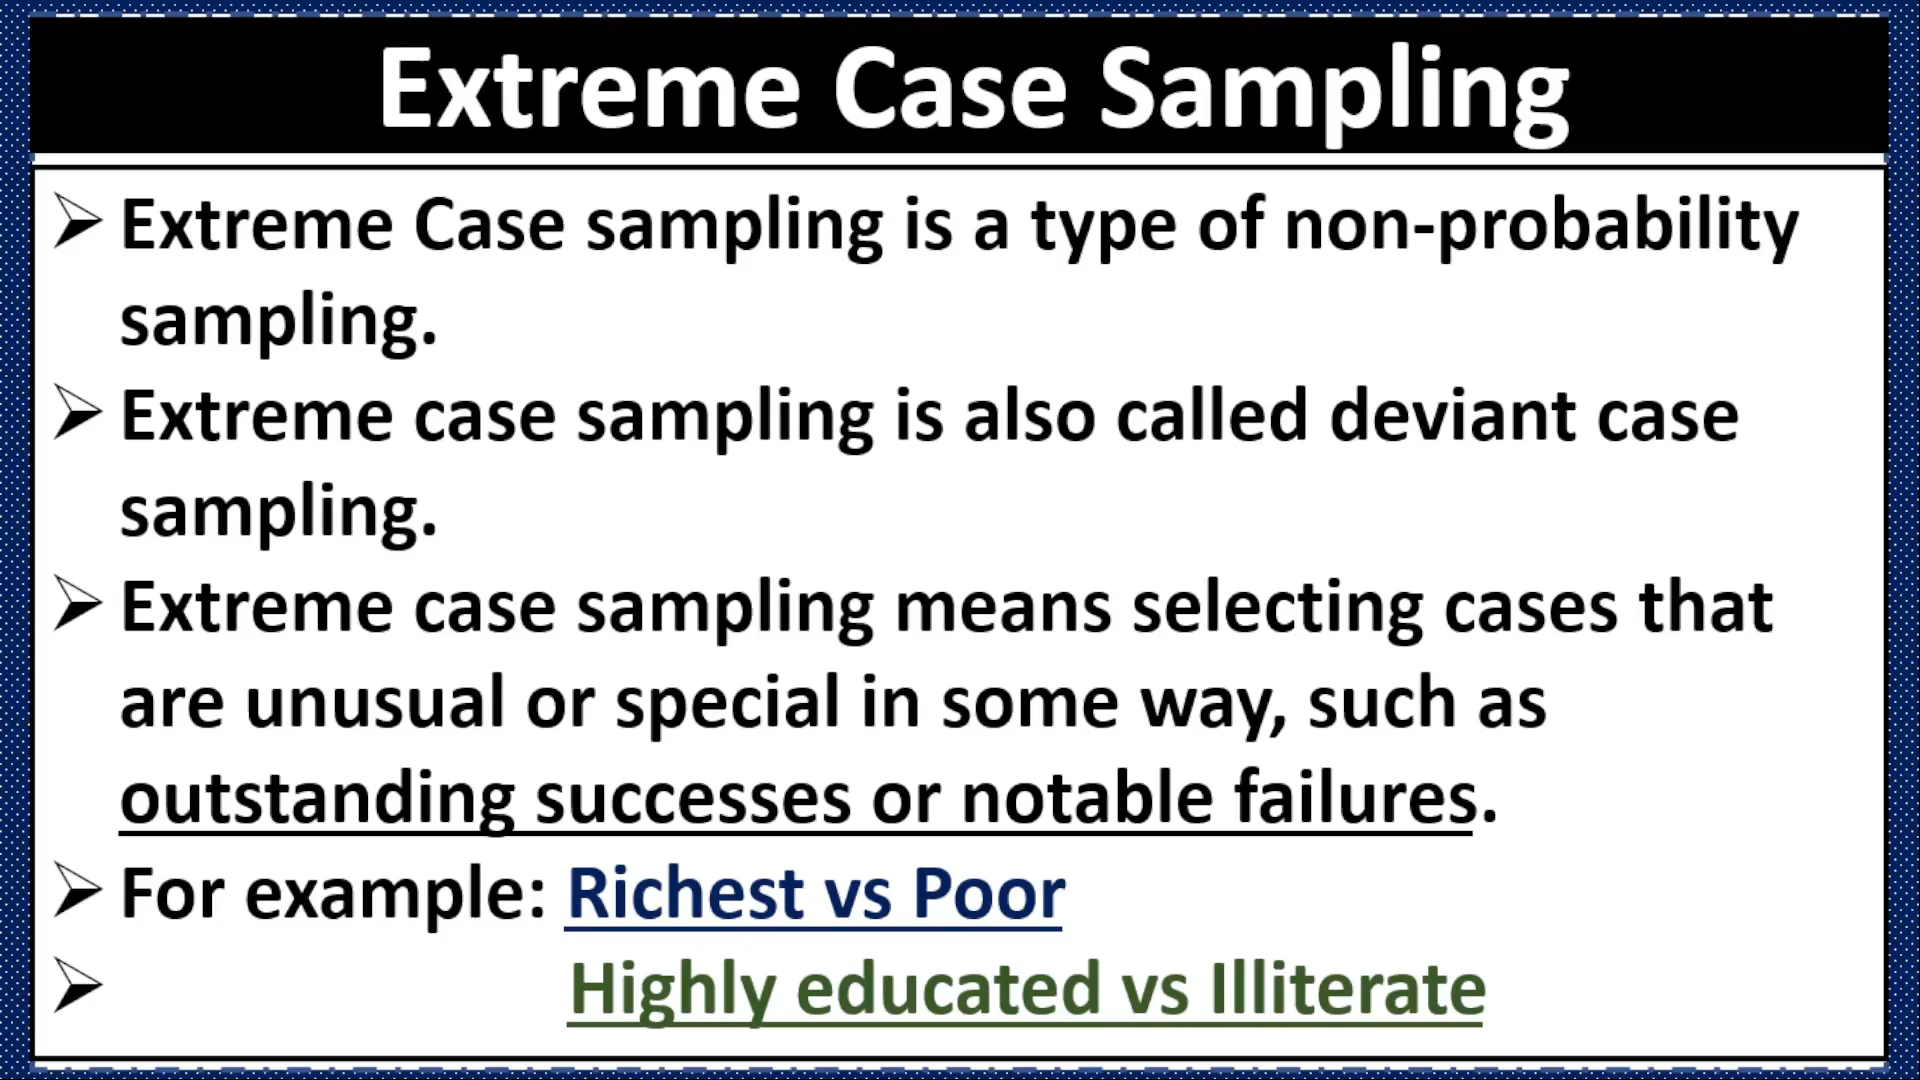 Extreme Case Sampling
➢ Extreme Case sampling is a type of non-probability
sampling.
➢ Extreme case sampling is also called deviant case
sampling.
➢ Extreme case sampling means selecting cases that
are unusual or special in some way, such as
outstanding successes or notable failures.
➢ For example: Richest vs Poor
➢ Highly educated vs Illiterate